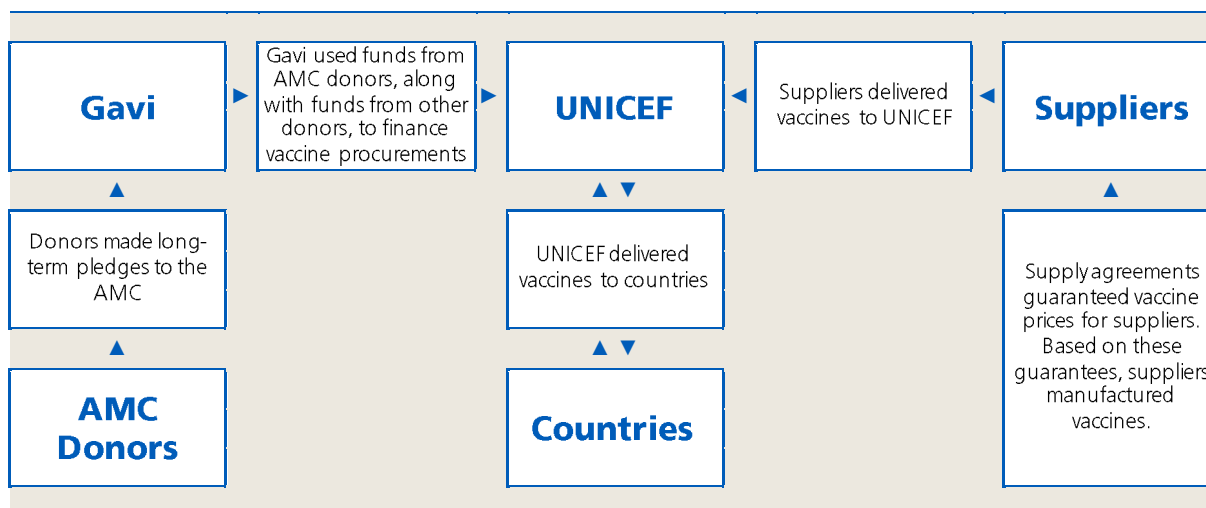 Gavi
Gavi used funds from
AMC donors, along
with funds from other
donors, to finance
vaccine procurements
UNICEF
Suppliers delivered
vaccines to UNICEF
Suppliers
Donors made long-
term pledges to the
AMC
UNICEF delivered
vaccines to countries
Supply agreements
guaranteed vaccine
prices for suppliers.
Based on these
guarantees, suppliers
manufactured
vaccines.
AMC
Donors
Countries